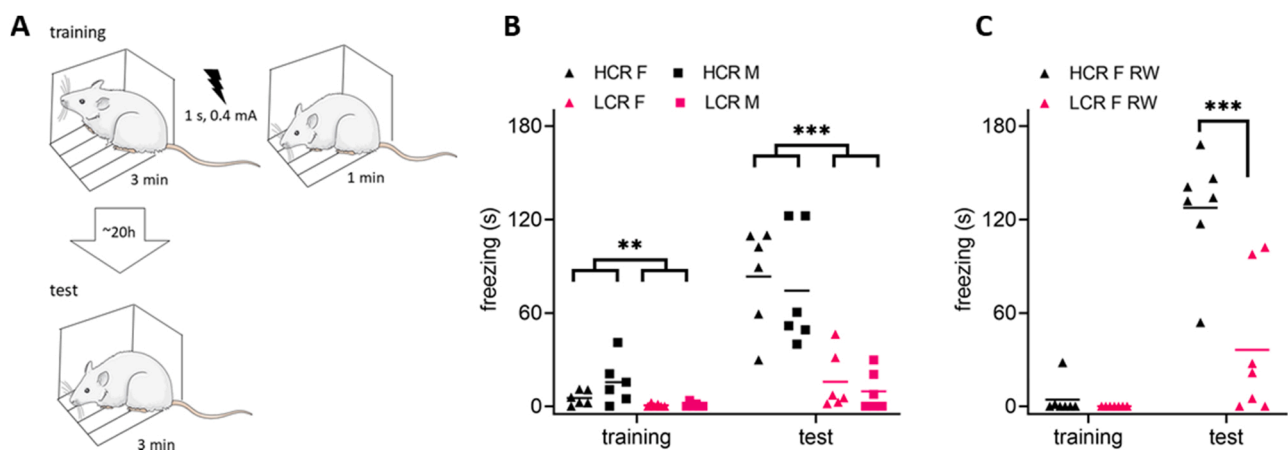 A
training
1 s, 0.4 mA
3 min
1 min
~20h
test
3 min
B
▲ HCR F ■ HCR M
▲ LCR F ■ LCR M
freezing (s)
180
120
60
0
**
***
training test
C
▲ HCR F RW
▲ LCR F RW
freezing (s)
180
120
60
0
***
training test